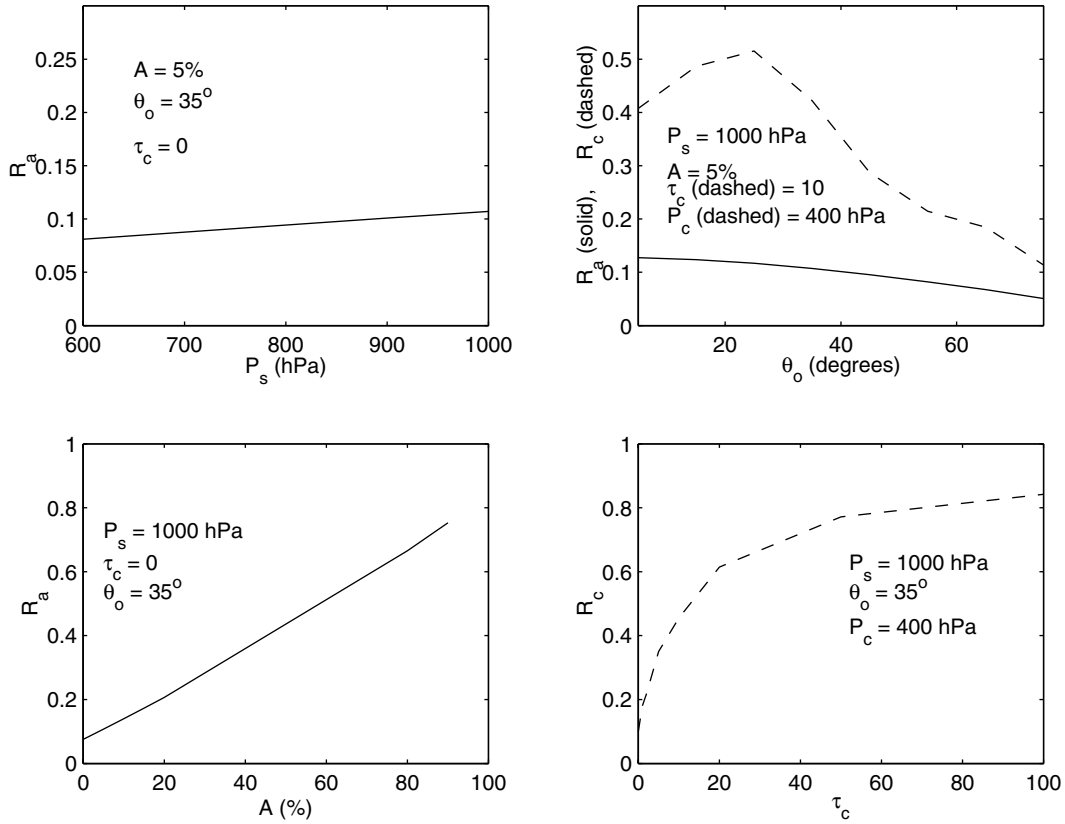 0.25
0.2
0.15
0.1
0.05
0
R_a
A = 5%
θ_o = 35°
τ_c = 0
600 700 800 900 1000
P_s (hPa)
0.5
0.4
0.3
0.2
0.1
0
R_a (solid), R_c (dashed)
P_s = 1000 hPa
A = 5%
τ_c (dashed) = 10
P_c (dashed) = 400 hPa
20 40 60
θ_o (degrees)
1
0.8
0.6
0.4
0.2
0
R_a
P_s = 1000 hPa
τ_c = 0
θ_o = 35°
0 20 40 60 80 100
A (%)
1
0.8
0.6
0.4
0.2
0
R_c
P_s = 1000 hPa
θ_o = 35°
P_c = 400 hPa
0 20 40 60 80 100
τ_c